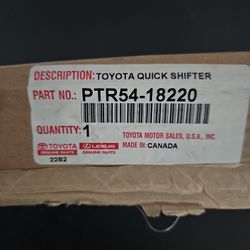 DESCRIPTION: TOYOTA QUICK SHIFTER
PART NO.: PTR54-18220
QUANTITY: 1
TOYOTA MOTOR SALES, U.S.A., INC.
TOYOTA LEXUS MADE IN: CANADA
GENUINE PARTS GENUINE PARTS
22B2